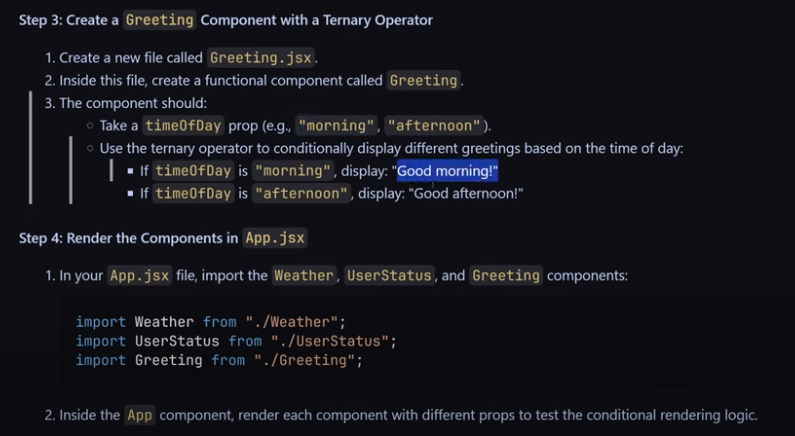 Step 3: Create a Greeting Component with a Ternary Operator
1. Create a new file called Greeting.jsx.
2. Inside this file, create a functional component called Greeting.
3. The component should:
○ Take a timeOfDay prop (e.g., "morning", "afternoon").
○ Use the ternary operator to conditionally display different greetings based on the time of day:
▪ If timeOfDay is "morning", display: "Good morning!"
▪ If timeOfDay is "afternoon", display: "Good afternoon!"
Step 4: Render the Components in App.jsx
1. In your App.jsx file, import the Weather, UserStatus, and Greeting components:
import Weather from "./Weather";
import UserStatus from "./UserStatus";
import Greeting from "./Greeting";
2. Inside the App component, render each component with different props to test the conditional rendering logic.